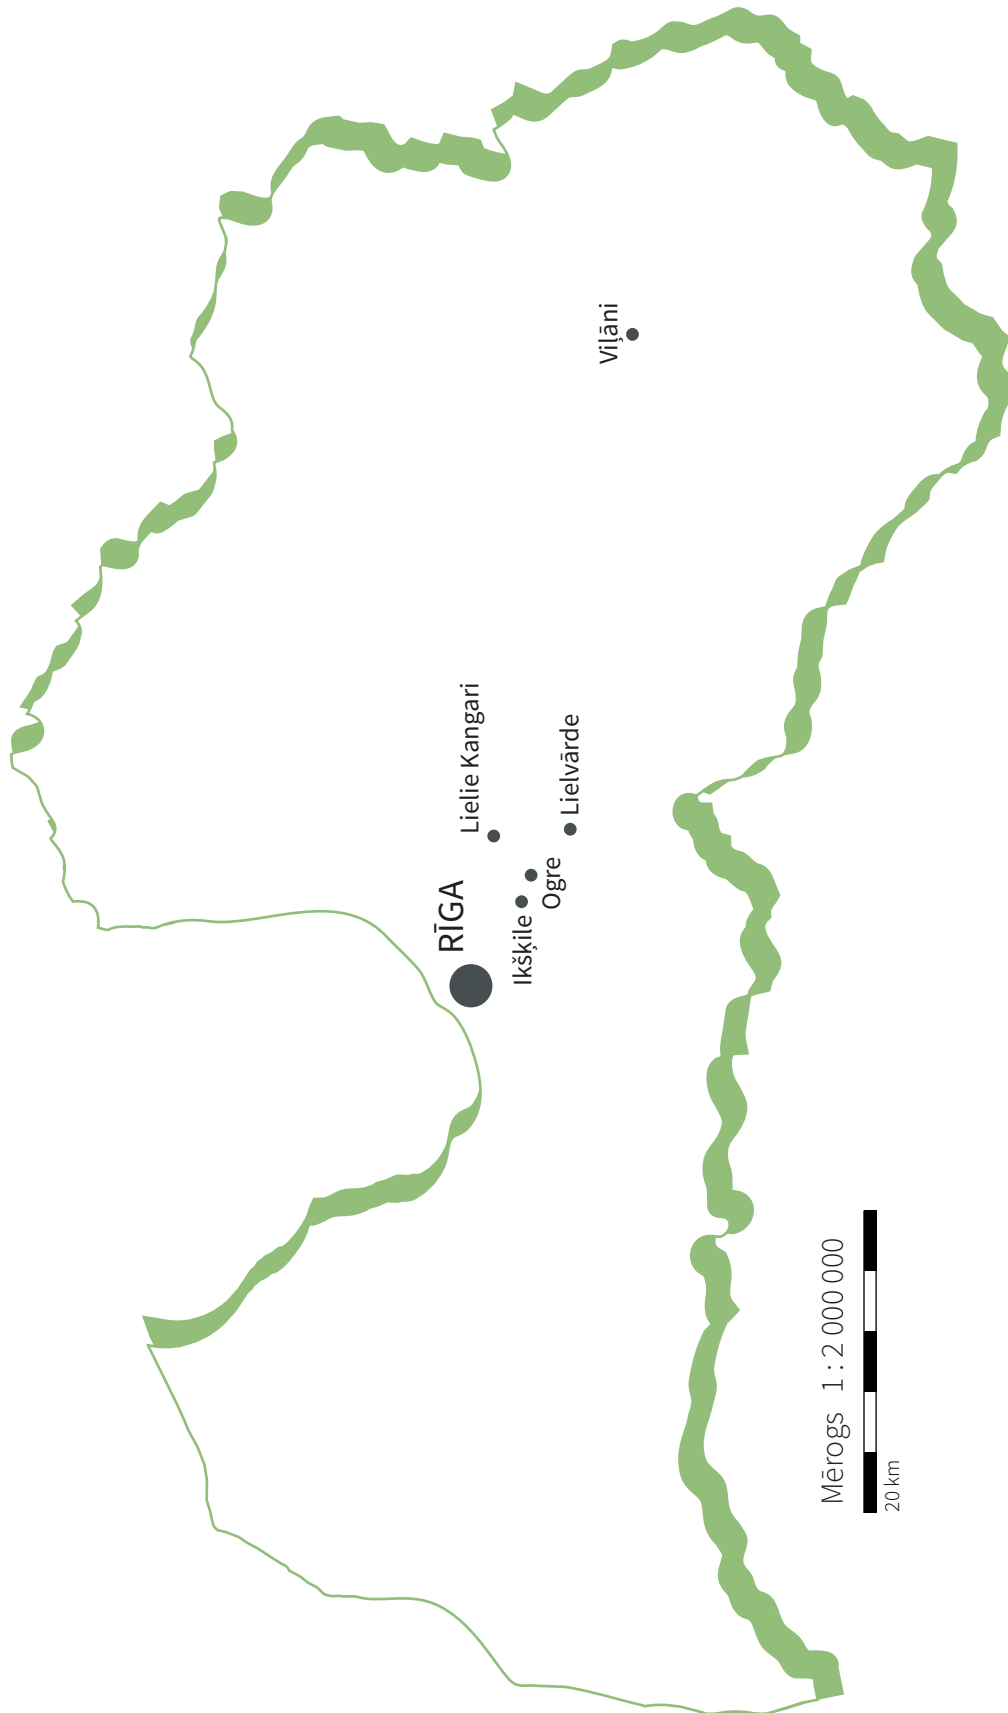 RĪGA
Lielie Kangari
Ikšķile
Ogre
Lielvārde
Viļāni
Mērogs 1 : 2 000 000
20 km